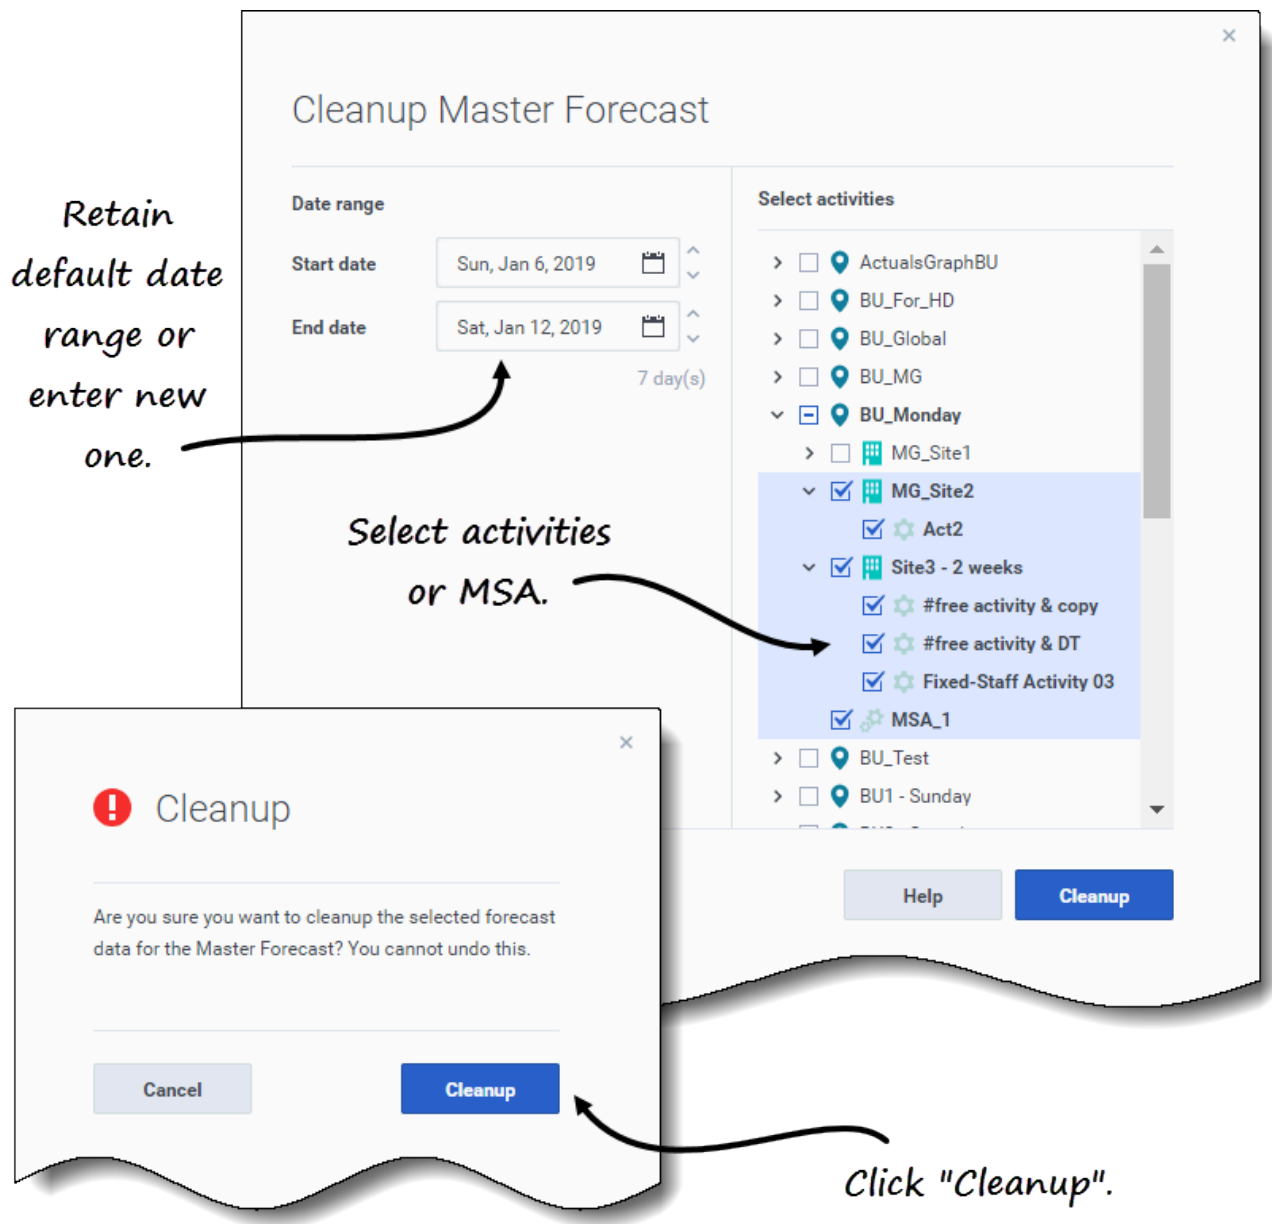 Cleanup Master Forecast
Retain
default date
range or
enter new
one.
Date range
Start date
Sun, Jan 6, 2019
End date
Sat, Jan 12, 2019
7 day(s)
Select activities
ActualsGraphBU
BU_For_HD
BU_Global
BU_MG
BU_Monday
MG_Site1
MG_Site2
Act2
Site3 - 2 weeks
#free activity & copy
#free activity & DT
Fixed-Staff Activity 03
MSA_1
BU_Test
BU1 - Sunday
Select activities
or MSA.
Help
Cleanup
Cleanup
Are you sure you want to cleanup the selected forecast
data for the Master Forecast? You cannot undo this.
Cancel
Cleanup
Click "Cleanup".